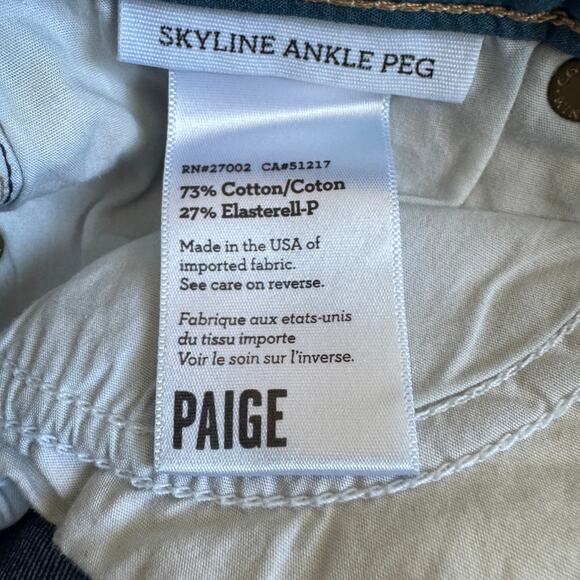 SKYLINE ANKLE PEG
RN#27002 CA#51217
73% Cotton/Coton
27% Elasterell-P
Made in the USA of
imported fabric.
See care on reverse.
Fabrique aux etats-unis
du tissu importe
Voir le soin sur l'inverse.
PAIGE